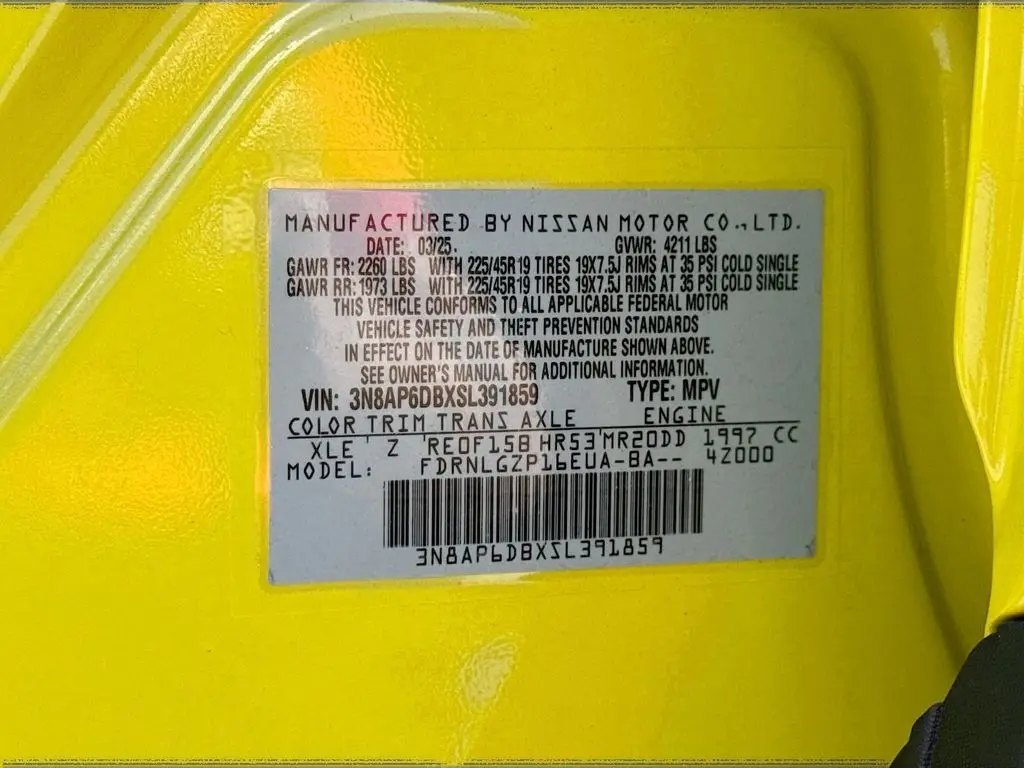 MANUFACTURED BY NISSAN MOTOR CO., LTD.
DATE: 03/25. GVWR: 4211 LBS
GAWR FR: 2260 LBS WITH 225/45R19 TIRES 19X7.5J RIMS AT 35 PSI COLD SINGLE
GAWR RR: 1973 LBS WITH 225/45R19 TIRES 19X7.5J RIMS AT 35 PSI COLD SINGLE
THIS VEHICLE CONFORMS TO ALL APPLICABLE FEDERAL MOTOR
VEHICLE SAFETY AND THEFT PREVENTION STANDARDS
IN EFFECT ON THE DATE OF MANUFACTURE SHOWN ABOVE.
SEE OWNER'S MANUAL FOR ADDITIONAL INFORMATION.
VIN: 3N8AP6DBXSL391859 TYPE: MPV
COLOR TRIM TRANS AXLE ENGINE
XLE ' Z 'RE0F15B HR53'MR20DD 1997 CC
MODEL: FDRNLGZP16EUA-BA-- 4Z000
3N8AP6DBXSL391859